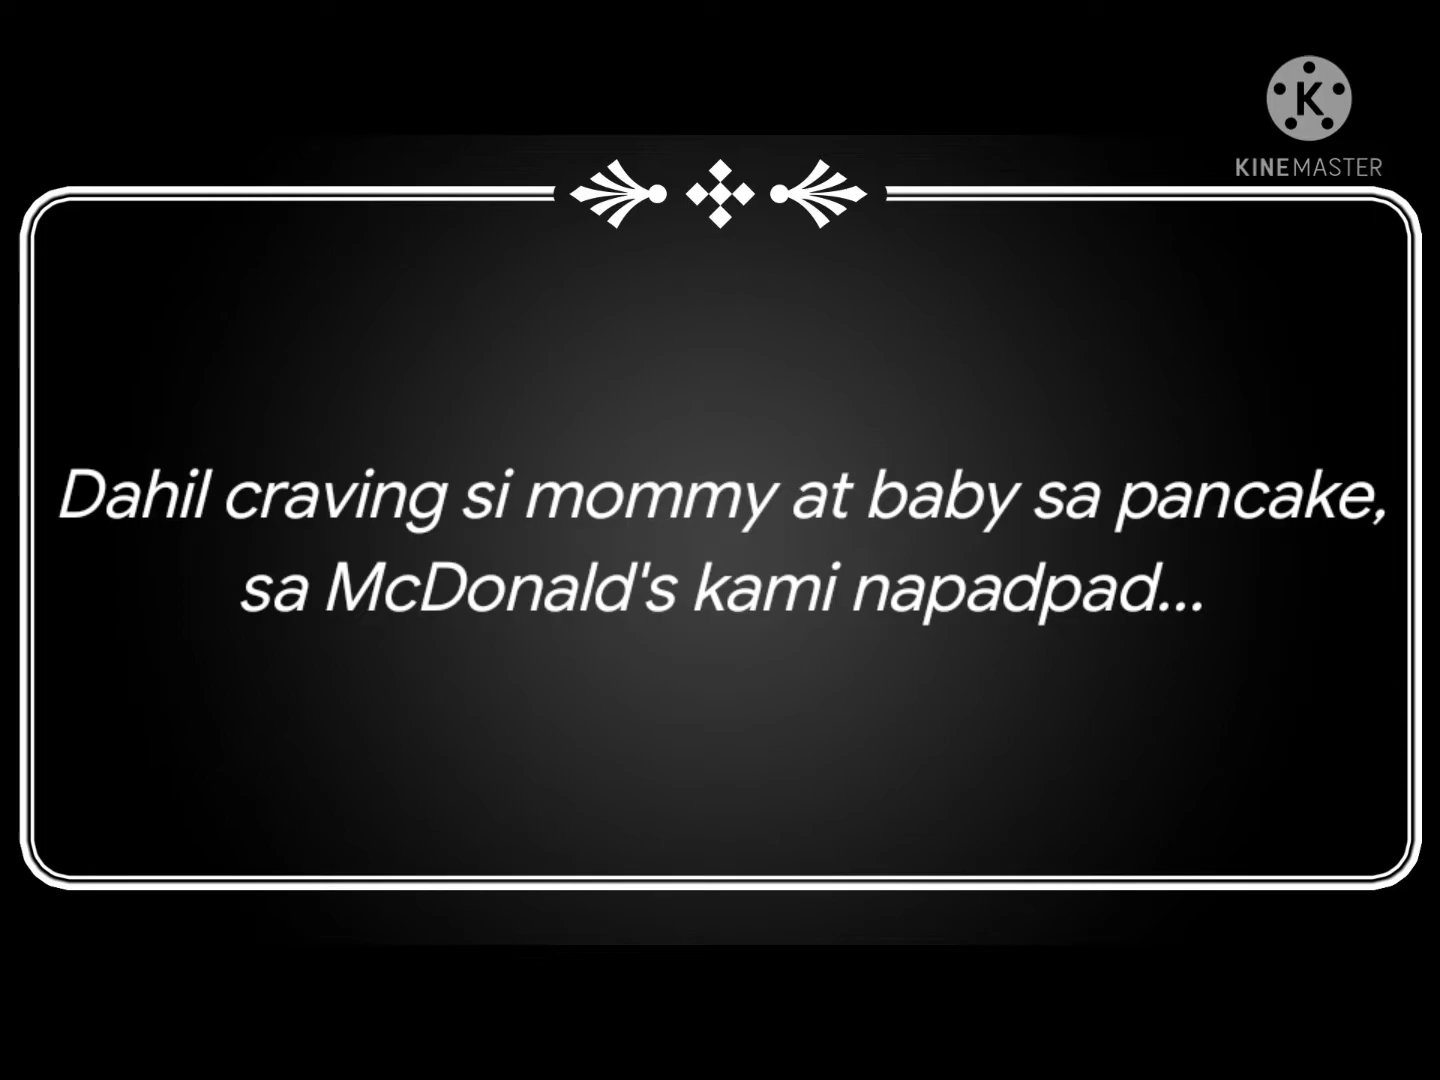 K
KINEMASTER
Dahil craving si mommy at baby sa pancake,
sa McDonald's kami napadpad...